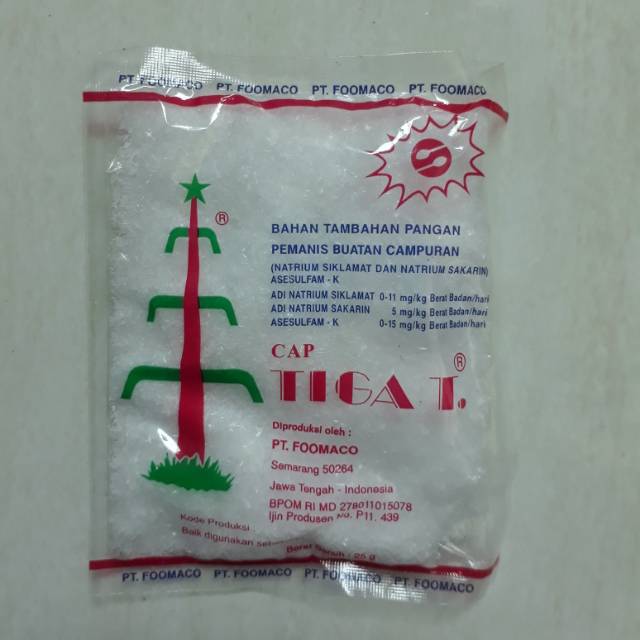 PT. FOOMACO PT. FOOMACO PT. FOOMACO PT. FOOMACO
S
®
BAHAN TAMBAHAN PANGAN
PEMANIS BUATAN CAMPURAN
(NATRIUM SIKLAMAT DAN NATRIUM SAKARIN)
ASESULFAM - K
ADI NATRIUM SIKLAMAT 0-11 mg/kg Berat Badan/hari
ADI NATRIUM SAKARIN 5 mg/kg Berat Badan/hari
ASESULFAM - K 0-15 mg/kg Berat Badan/hari
CAP
TIGA T. ®
Diproduksi oleh :
PT. FOOMACO
Semarang 50264
Jawa Tengah - Indonesia
BPOM RI MD 278011015078
Ijin Produsen No. P11. 439
Kode Produksi :
Baik digunakan
Berat Bersih : 25 g
PT. FOOMACO PT. FOOMACO PT. FOOMACO PT. FOOMACO